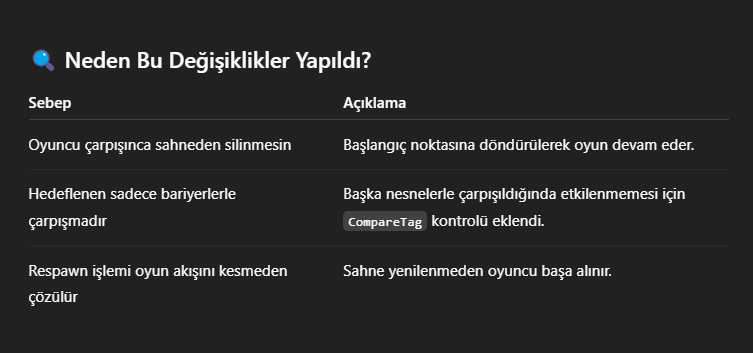 🔍 Neden Bu Değişiklikler Yapıldı?
Sebep Açıklama
Oyuncu çarpışınca sahneden silinmesin Başlangıç noktasına döndürülerek oyun devam eder.
Hedeflenen sadece bariyerlerle Başka nesnelerle çarpışıldığında etkilenmemesi için
çarpışmadır CompareTag kontrolü eklendi.
Respawn işlemi oyun akışını kesmeden Sahne yenilenmeden oyuncu başa alınır.
çözülür